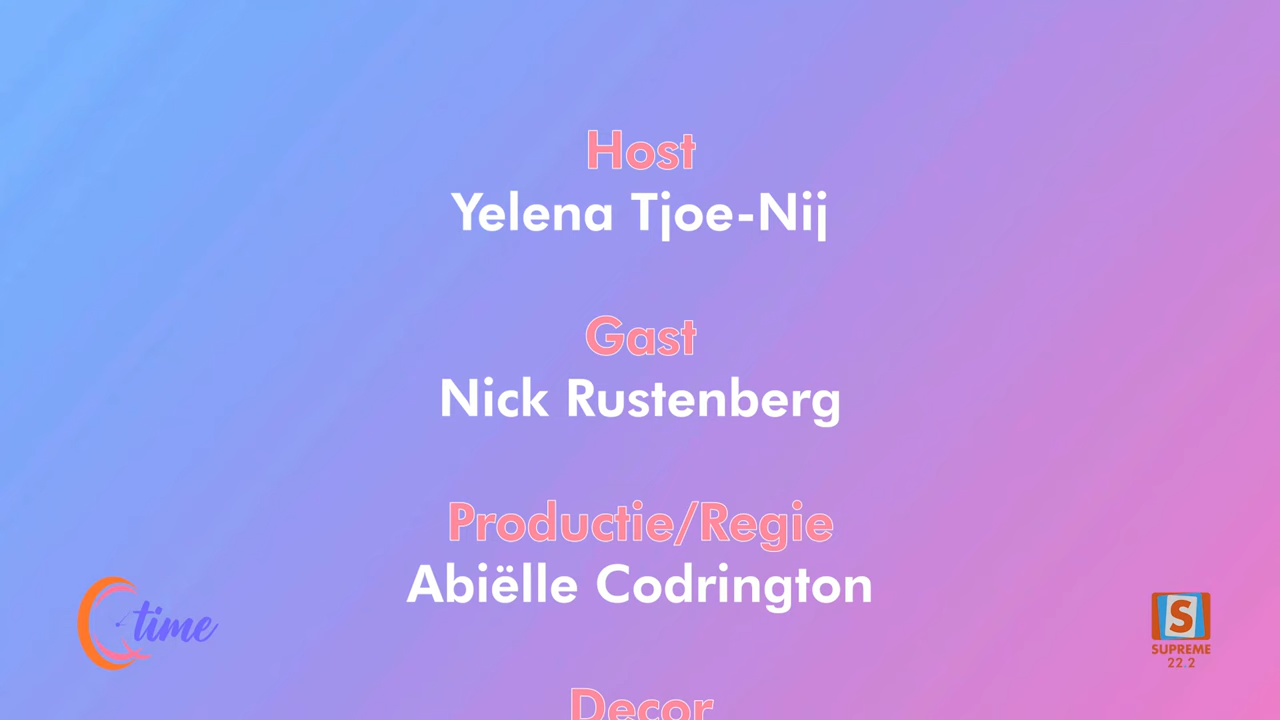 Host
Yelena Tjoe-Nij
Gast
Nick Rustenberg
Productie/Regie
Abiëlle Codrington
Decor
time
S
SUPREME
22.2